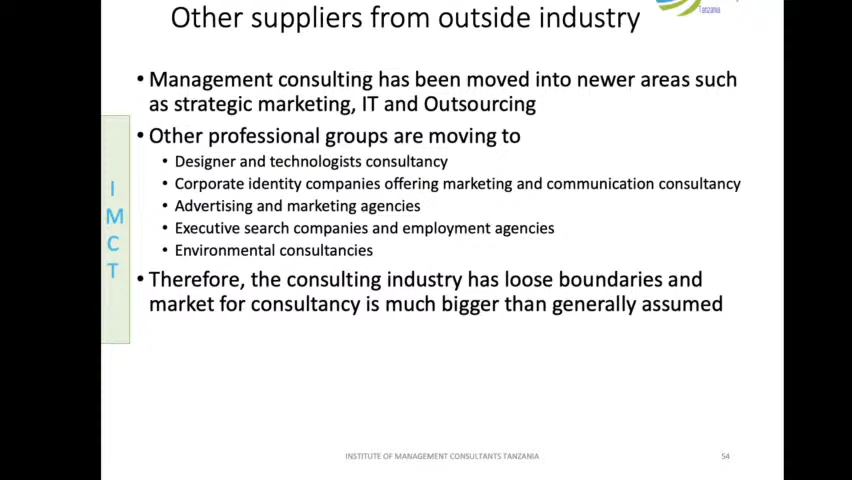 Other suppliers from outside industry
Tanzania
• Management consulting has been moved into newer areas such
as strategic marketing, IT and Outsourcing
• Other professional groups are moving to
• Designer and technologists consultancy
• Corporate identity companies offering marketing and communication consultancy
• Advertising and marketing agencies
• Executive search companies and employment agencies
• Environmental consultancies
• Therefore, the consulting industry has loose boundaries and
market for consultancy is much bigger than generally assumed
I
M
C
T
INSTITUTE OF MANAGEMENT CONSULTANTS TANZANIA
54